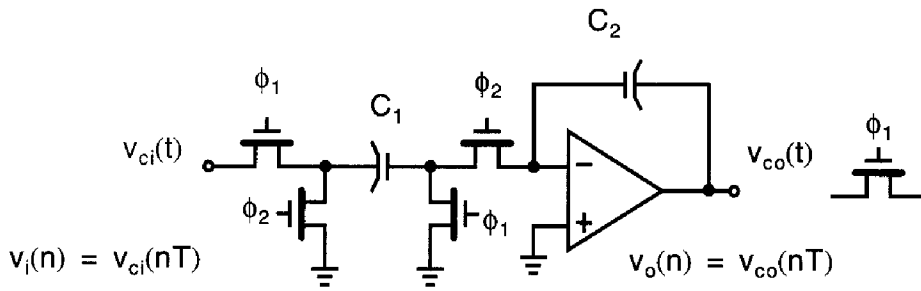 C₂
ϕ₁
C₁
ϕ₂
v_ci(t)
−
v_co(t)
ϕ₁
ϕ₂
ϕ₁
+
v_i(n) = v_ci(nT)
v_o(n) = v_co(nT)